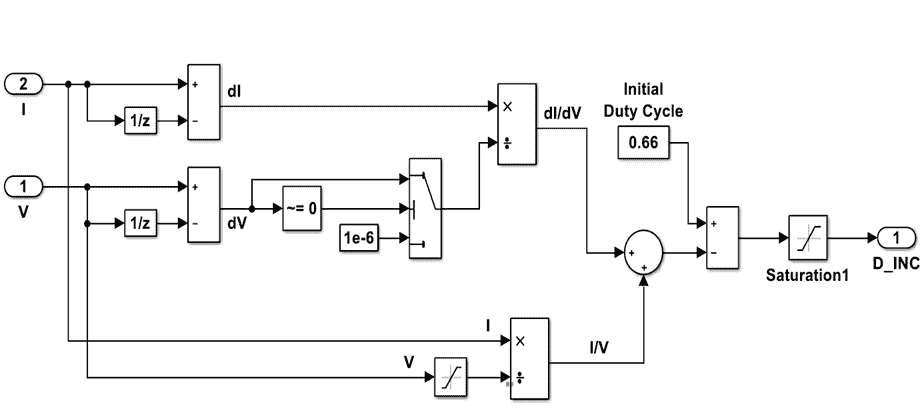 2
I
1/z
+
−
dI
1
V
1/z
+
−
dV
~= 0
1e-6
×
÷
dI/dV
Initial
Duty Cycle
0.66
+
+
+
−
Saturation1
1
D_INC
I
V
×
÷
I/V